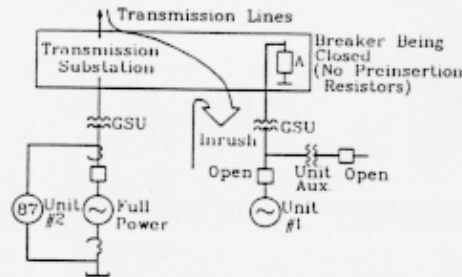 Transmission Lines
Transmission
Substation
A
Breaker Being
Closed
(No Preinsertion
Resistors)
GSU
Inrush
GSU
Open
Unit
Aux.
Open
87
Unit
#2
Full
Power
Unit
#1